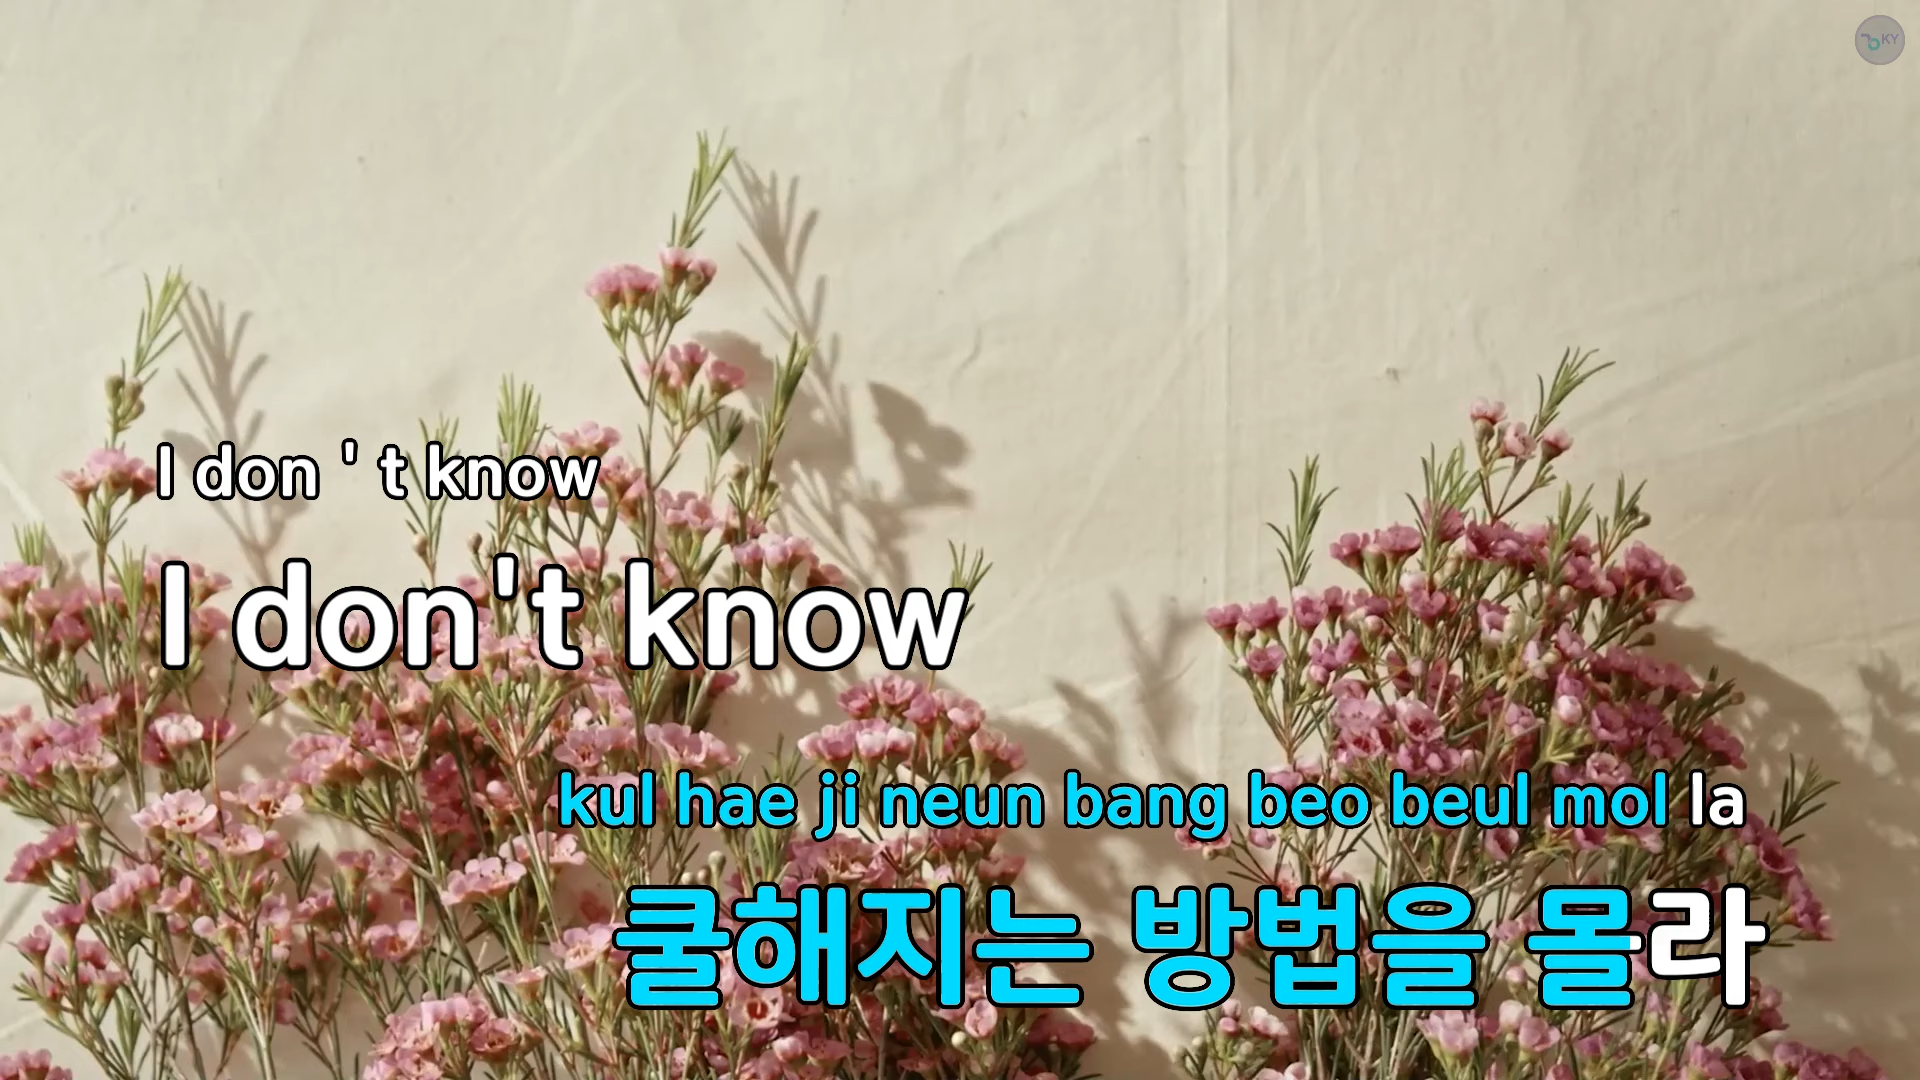 KY
I don ' t know
I don't know
kul hae ji neun bang beo beul mol la
쿨해지는 방법을 몰라